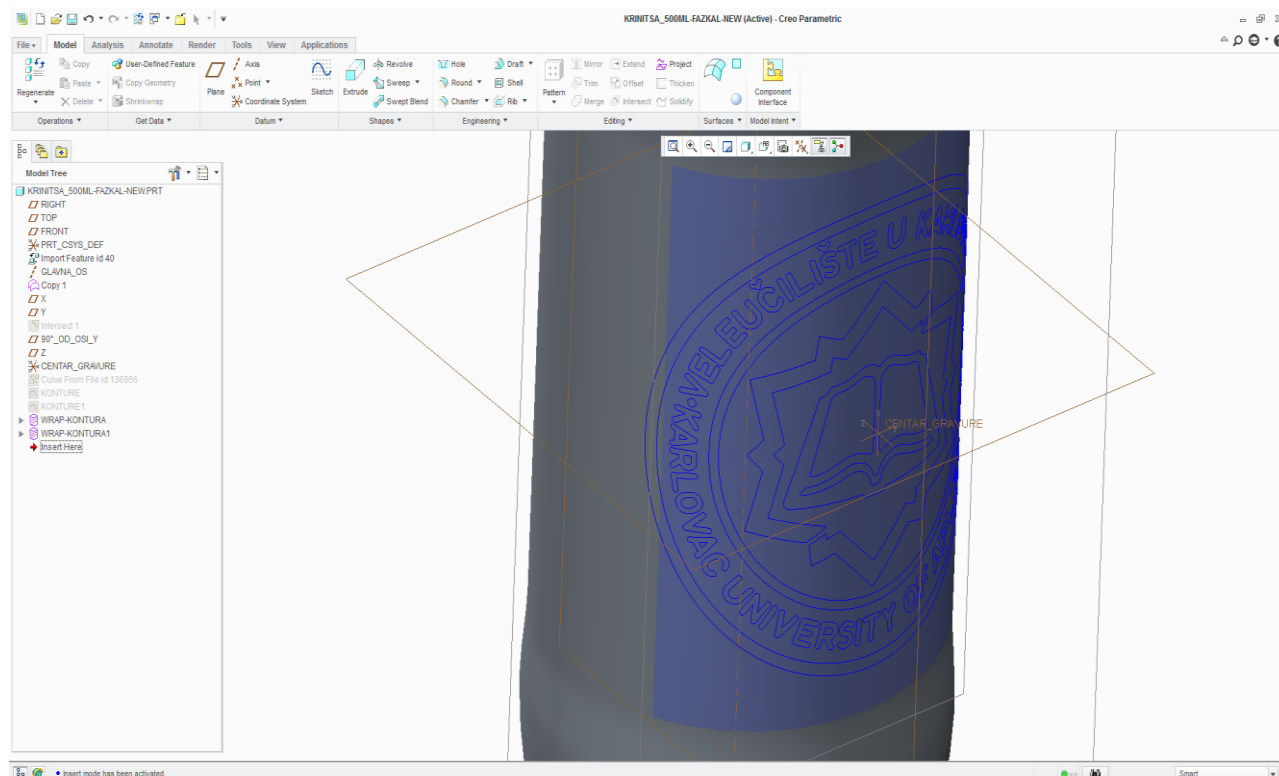 KRINITSA_500ML-FAZKAL-NEW (Active) - Creo Parametric
File Model Analysis Annotate Render Tools View Applications
Regenerate
Copy
Paste
Delete
Operations
User-Defined Feature
Copy Geometry
Shrinkwrap
Get Data
Plane
Axis
Point
Coordinate System
Sketch
Datum
Extrude
Revolve
Sweep
Swept Blend
Shapes
Hole
Round
Chamfer
Draft
Shell
Rib
Engineering
Pattern
Mirror
Trim
Merge
Extend
Offset
Intersect
Project
Thicken
Solidify
Editing
Surfaces
Component
Interface
Model Intent
Model Tree
KRINITSA_500ML-FAZKAL-NEW.PRT
RIGHT
TOP
FRONT
PRT_CSYS_DEF
Import Feature id 40
GLAVNA_OS
Copy 1
X
Y
Intersect 1
90°_OD_OSI_Y
Z
CENTAR_GRAVURE
Curve From File id 136956
KONTURE
KONTURE1
WRAP-KONTURA
WRAP-KONTURA1
Insert Here
VELEUČILIŠTE U
KARLOVAC UNIVERSITY OF
x
z
y
CENTAR_GRAVURE
Insert mode has been activated.
Smart